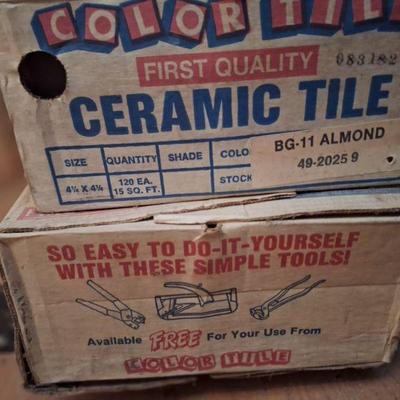 COLOR TILE
FIRST QUALITY
083182
CERAMIC TILE
SIZE QUANTITY SHADE COLO
BG-11 ALMOND
4¼ X 4¼ 120 EA. STOCK 49-2025 9
15 SQ. FT.
SO EASY TO DO-IT-YOURSELF
WITH THESE SIMPLE TOOLS!
Available FREE For Your Use From
COLOR TILE